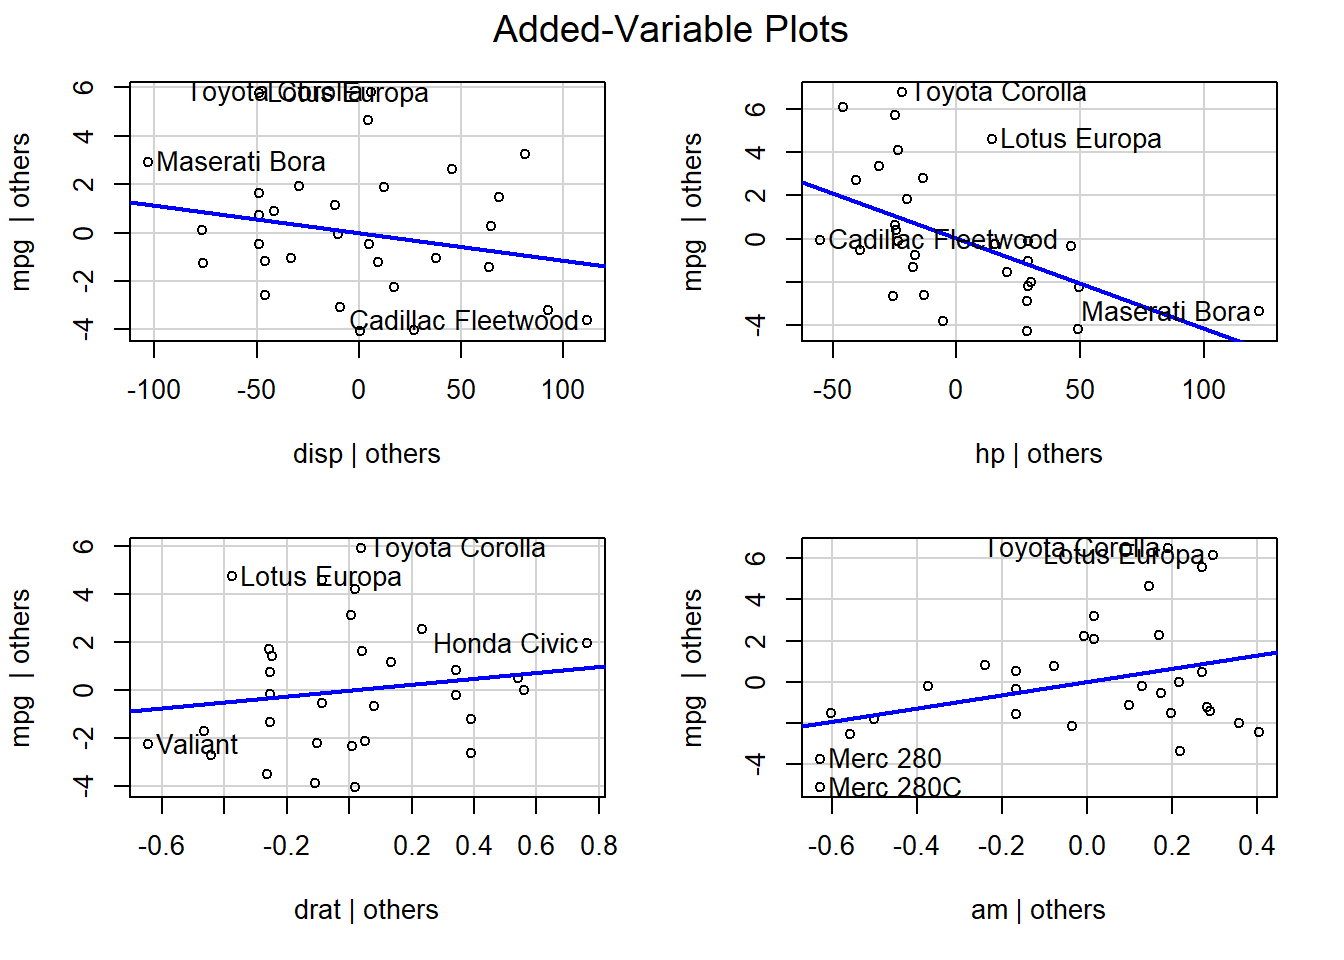 Added-Variable Plots
mpg | others
6
4
2
0
-2
-4
Toyota Corolla
Lotus Europa
Maserati Bora
Cadillac Fleetwood
-100 -50 0 50 100
disp | others
mpg | others
6
4
2
0
-4
Toyota Corolla
Lotus Europa
Cadillac Fleetwood
Maserati Bora
-50 0 50 100
hp | others
mpg | others
6
4
2
0
-2
-4
Toyota Corolla
Lotus Europa
Honda Civic
Valiant
-0.6 -0.2 0.2 0.4 0.6 0.8
drat | others
mpg | others
6
4
2
0
-4
Toyota Corolla
Lotus Europa
Merc 280
Merc 280C
-0.6 -0.4 -0.2 0.0 0.2 0.4
am | others